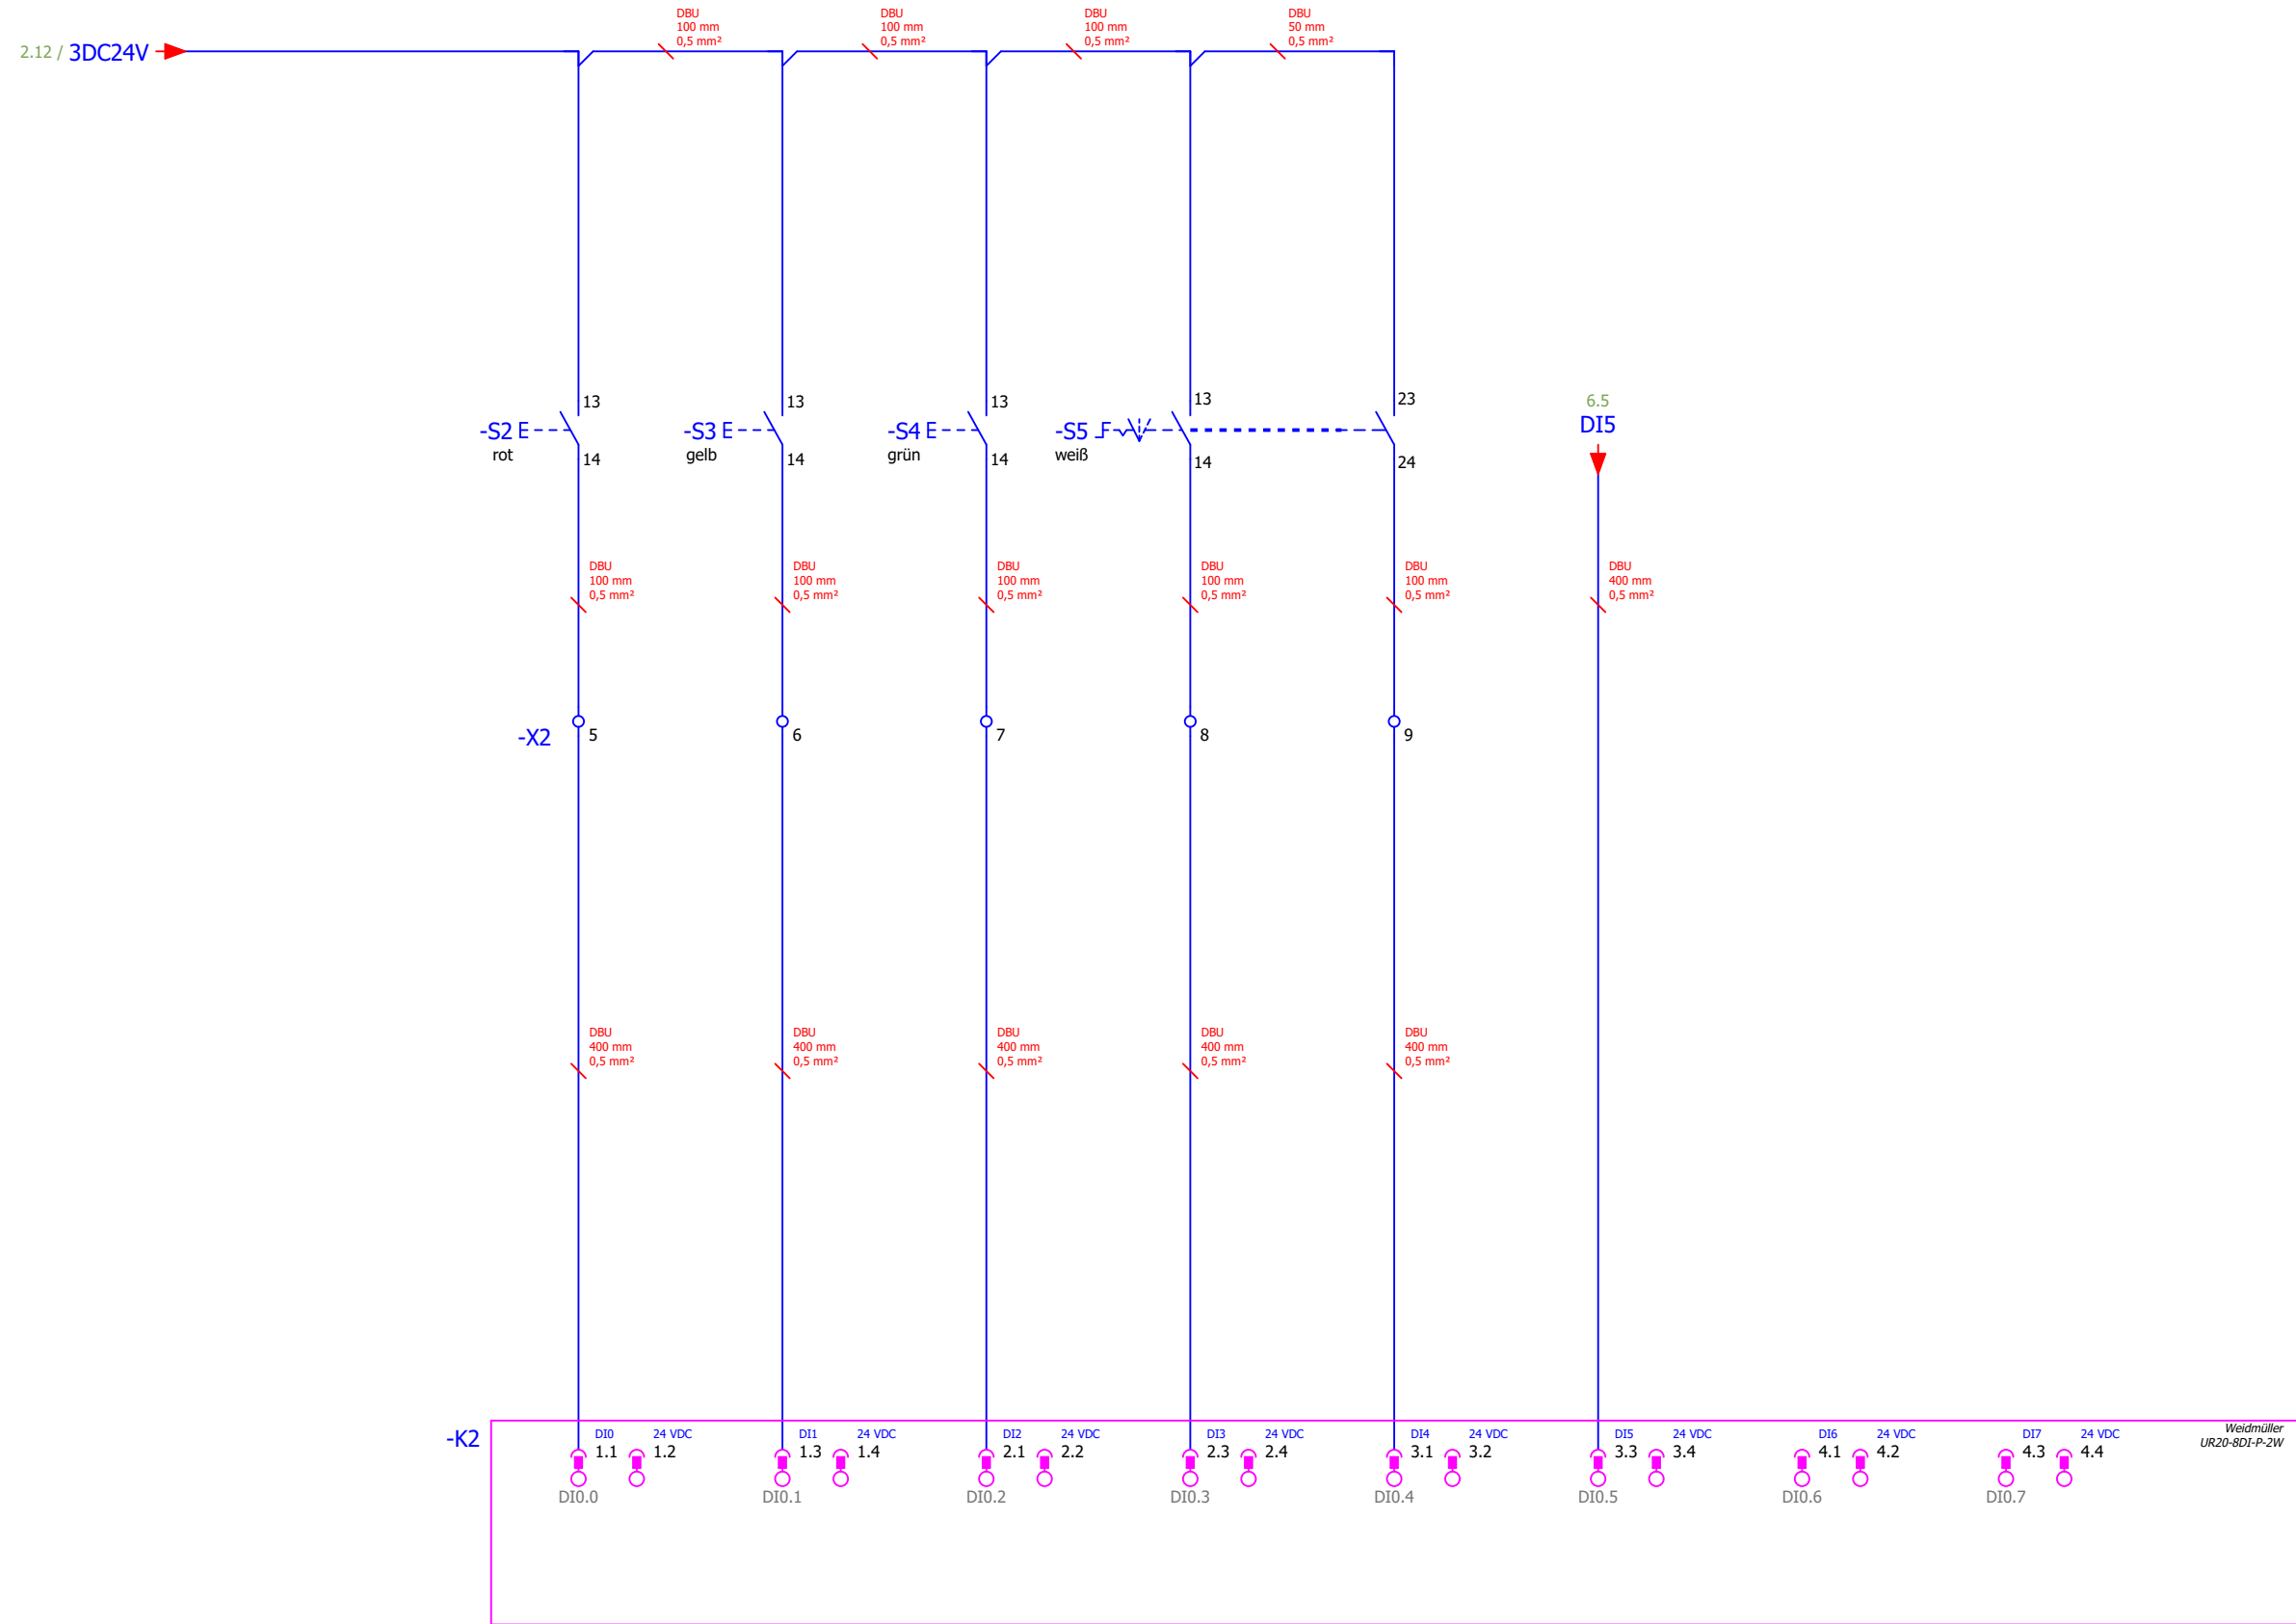 DBU
100 mm
0,5 mm²
DBU
100 mm
0,5 mm²
DBU
100 mm
0,5 mm²
DBU
50 mm
0,5 mm²
2.12 / 3DC24V
-S2
rot
13
14
-S3
gelb
13
14
-S4
grün
13
14
-S5
weiß
13
14
23
24
6.5
DI5
DBU
100 mm
0,5 mm²
DBU
100 mm
0,5 mm²
DBU
100 mm
0,5 mm²
DBU
100 mm
0,5 mm²
DBU
100 mm
0,5 mm²
DBU
400 mm
0,5 mm²
-X2
5
6
7
8
9
DBU
400 mm
0,5 mm²
DBU
400 mm
0,5 mm²
DBU
400 mm
0,5 mm²
DBU
400 mm
0,5 mm²
DBU
400 mm
0,5 mm²
-K2
Weidmüller
UR20-8DI-P-2W
DI0 24 VDC
1.1 1.2
DI0.0
DI1 24 VDC
1.3 1.4
DI0.1
DI2 24 VDC
2.1 2.2
DI0.2
DI3 24 VDC
2.3 2.4
DI0.3
DI4 24 VDC
3.1 3.2
DI0.4
DI5 24 VDC
3.3 3.4
DI0.5
DI6 24 VDC
4.1 4.2
DI0.6
DI7 24 VDC
4.3 4.4
DI0.7